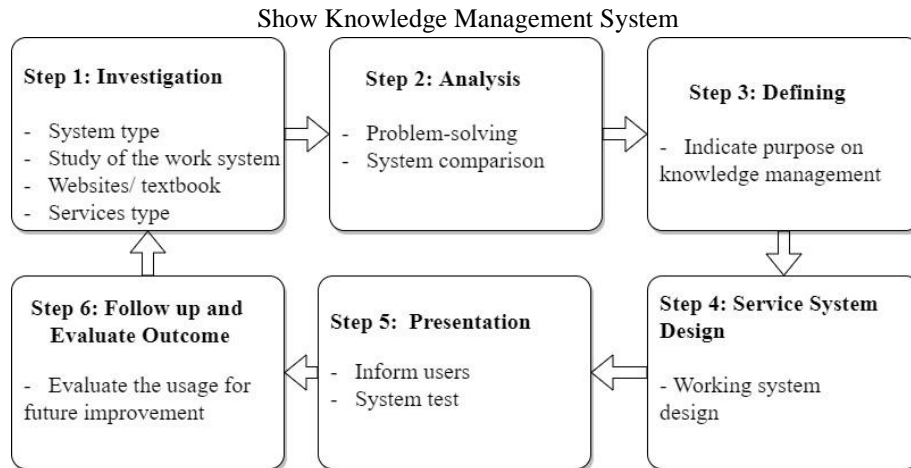 Show Knowledge Management System
Step 1: Investigation
- System type
- Study of the work system
- Websites/ textbook
- Services type
Step 2: Analysis
- Problem-solving
- System comparison
Step 3: Defining
- Indicate purpose on
knowledge management
Step 4: Service System
Design
- Working system
design
Step 5: Presentation
- Inform users
- System test
Step 6: Follow up and
Evaluate Outcome
- Evaluate the usage for
future improvement